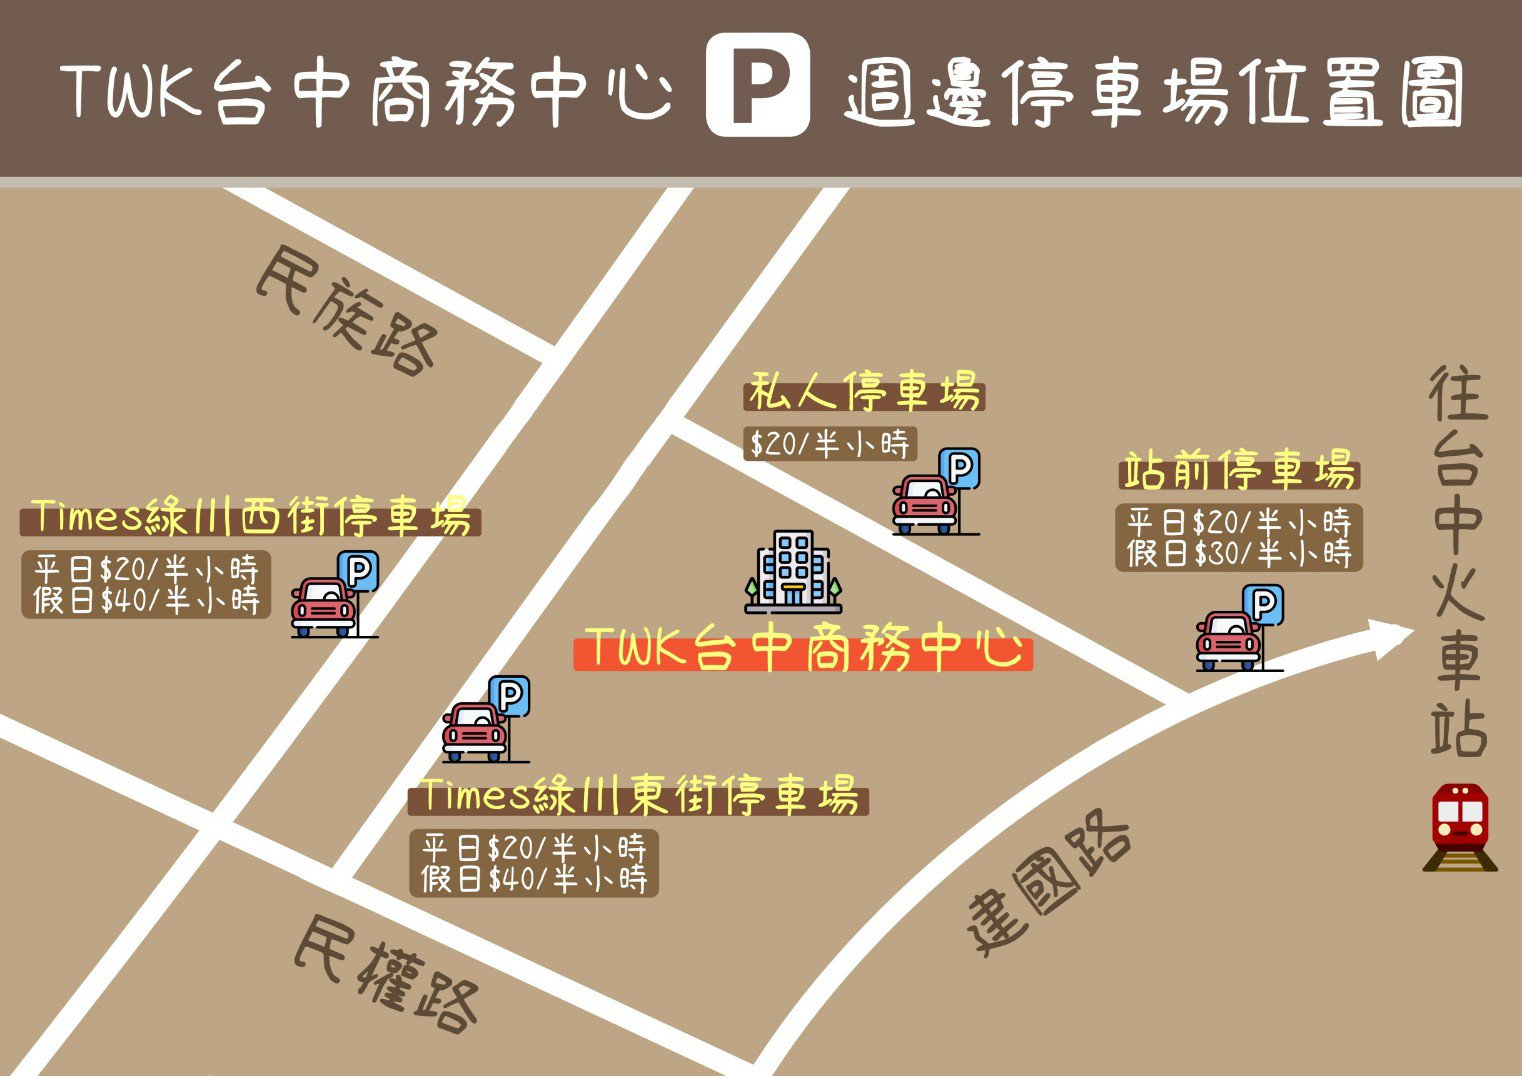 TWK台中商務中心 P 週邊停車場位置圖
民族路
私人停車場
$20/半小時
P
站前停車場
平日$20/半小時
假日$30/半小時
P
往台中火車站
Times綠川西街停車場
平日$20/半小時
假日$40/半小時
P
TWK台中商務中心
P
Times綠川東街停車場
平日$20/半小時
假日$40/半小時
建國路
民權路